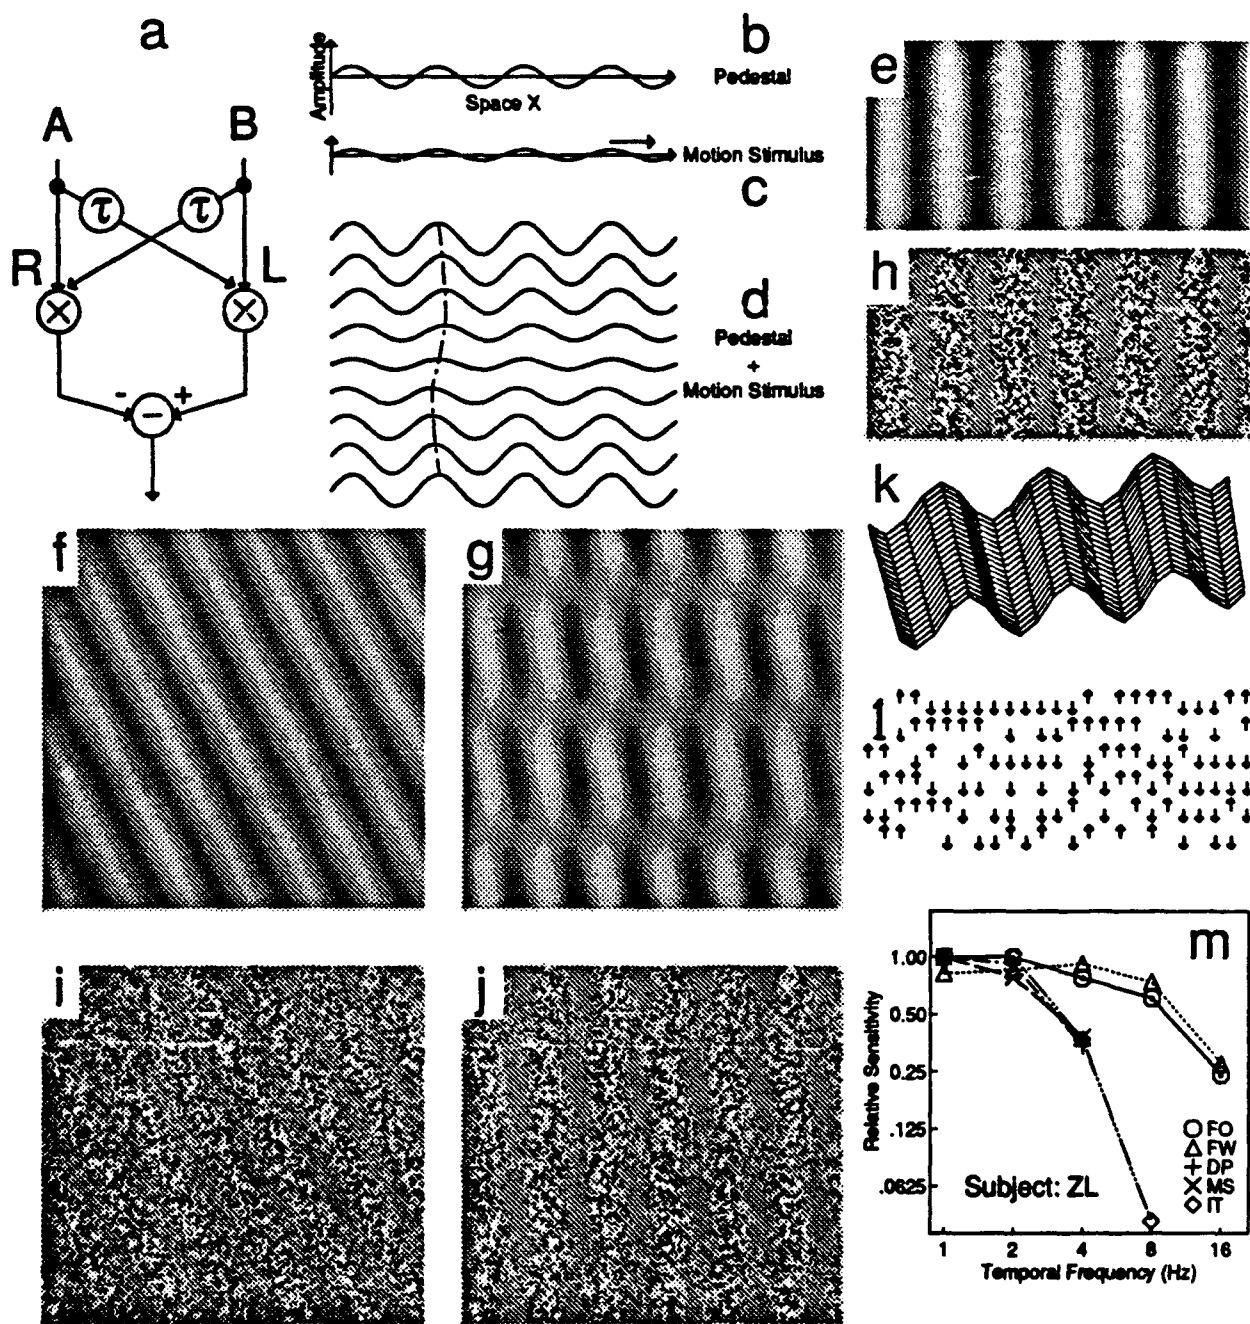 a
b
Amplitude
Pedestal
Space X
Motion Stimulus
c
A
B
τ
τ
R
L
×
×
d
Pedestal
+
Motion Stimulus
- +
−
e
h
k
f
g
l
i
j
m
1.00
0.50
0.25
.125
.0625
Relative Sensitivity
FO
FW
DP
MS
IT
Subject: ZL
1 2 4 8 16
Temporal Frequency (Hz)